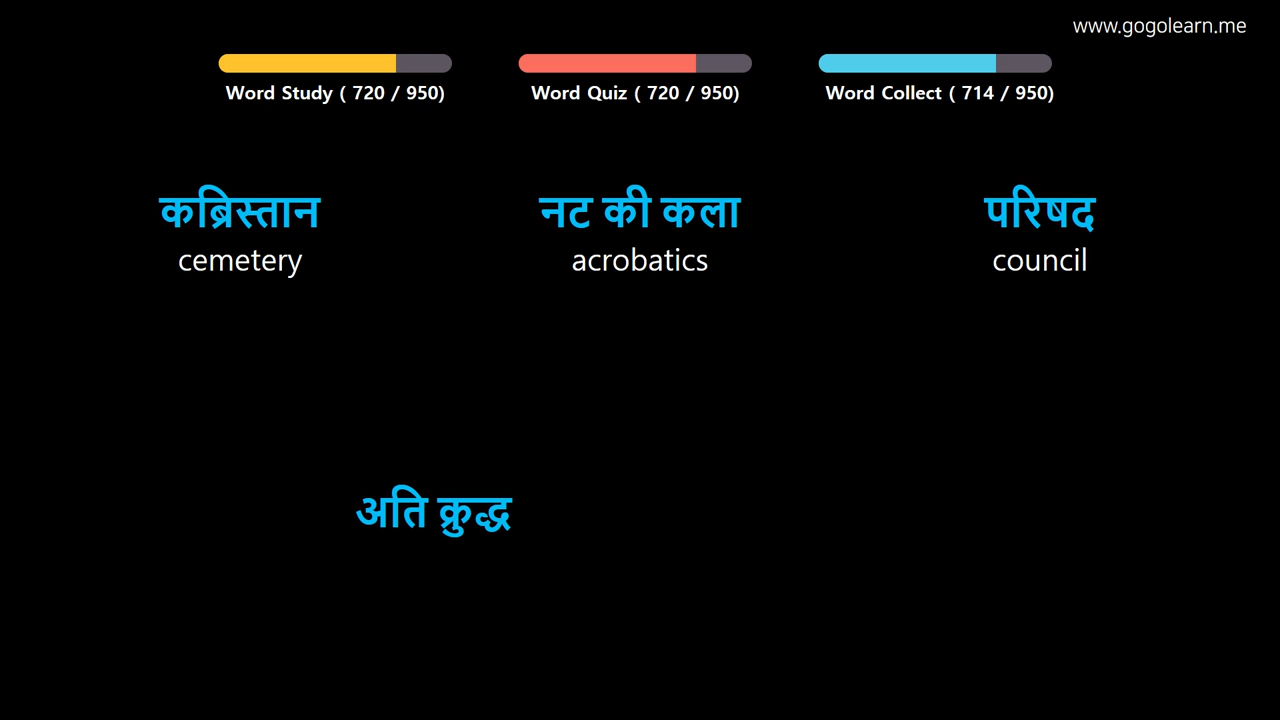 www.gogolearn.me
Word Study ( 720 / 950)
Word Quiz ( 720 / 950)
Word Collect ( 714 / 950)
कब्रिस्तान
नट की कला
परिषद
cemetery
acrobatics
council
अति क्रुद्ध